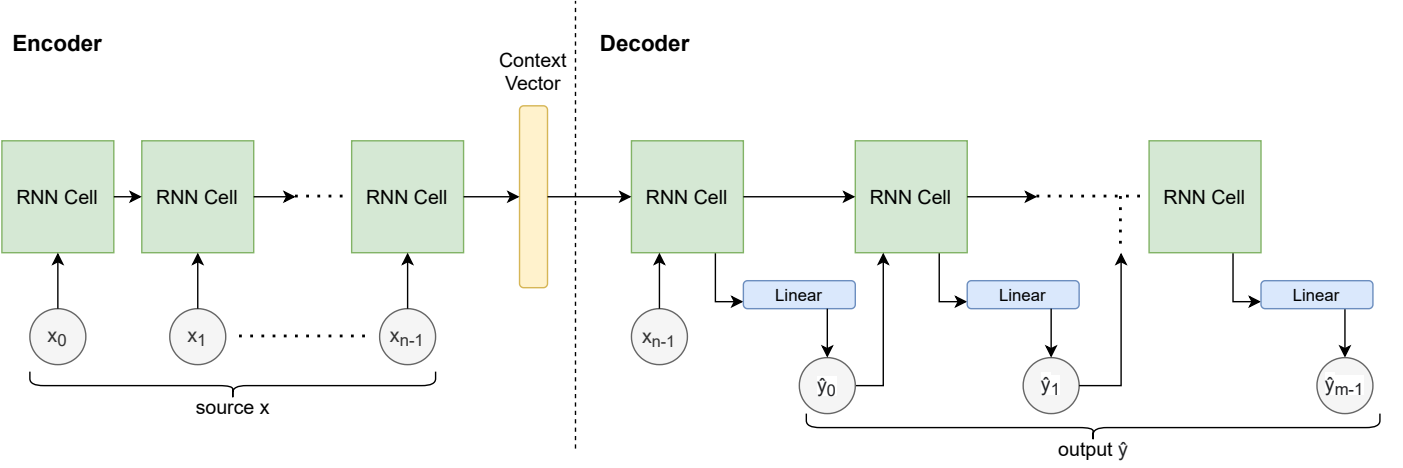 Encoder
Decoder
Context
Vector
RNN Cell
RNN Cell
RNN Cell
RNN Cell
RNN Cell
RNN Cell
Linear
Linear
Linear
x0
x1
xn-1
xn-1
ŷ0
ŷ1
ŷm-1
source x
output ŷ